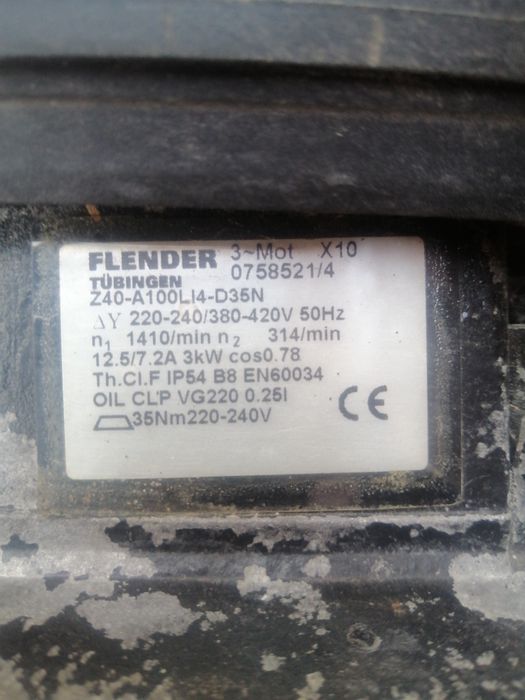 FLENDER 3~Mot X10
TÜBINGEN 0758521/4
Z40-A100LI4-D35N
ΔY 220-240/380-420V 50Hz
n1 1410/min n2 314/min
12.5/7.2A 3kW cos0.78
Th.Cl.F IP54 B8 EN60034
OIL CLP VG220 0.25l
35Nm220-240V CE